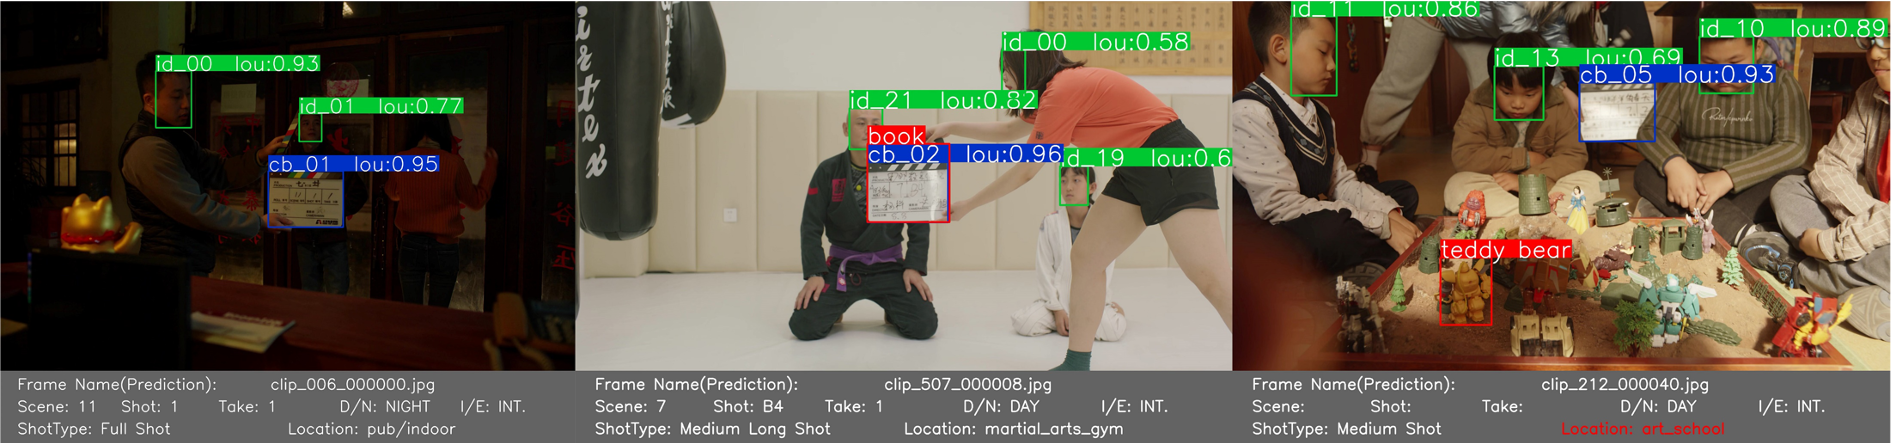 id_00 Iou:0.93
id_01 Iou:0.77
cb_01 Iou:0.95
Frame Name(Prediction): clip_006_000000.jpg
Scene: 11 Shot: 1 Take: 1 D/N: NIGHT I/E: INT.
ShotType: Full Shot Location: pub/indoor
id_00 Iou:0.58
id_21 Iou:0.82
book
cb_02 Iou:0.96
id_19 Iou:0.6
Frame Name(Prediction): clip_507_000008.jpg
Scene: 7 Shot: B4 Take: 1 D/N: DAY I/E: INT.
ShotType: Medium Long Shot Location: martial_arts_gym
id_11 Iou:0.86
id_10 Iou:0.89
id_13 Iou:0.69
cb_05 Iou:0.93
teddy bear
Frame Name(Prediction): clip_212_000040.jpg
Scene: Shot: Take: D/N: DAY I/E: INT.
ShotType: Medium Shot Location: art_school